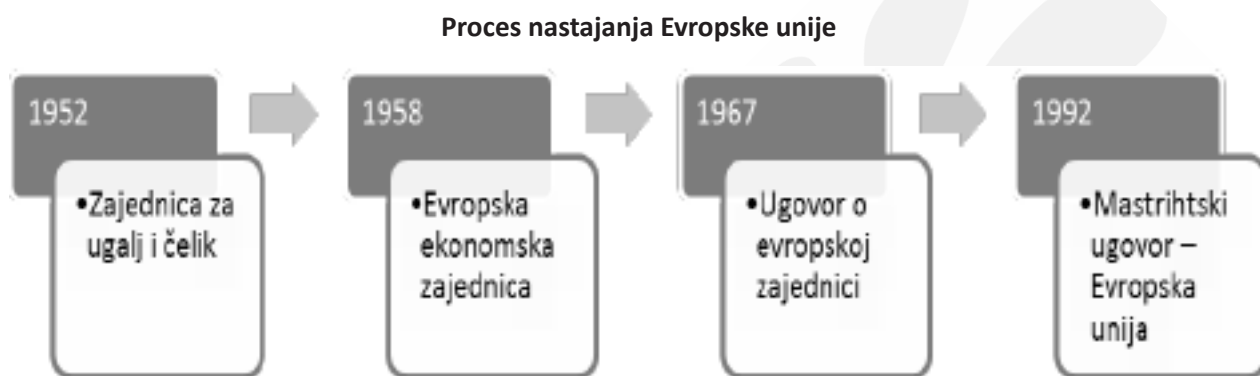 Proces nastajanja Evropske unije
1952
•Zajednica za
ugalj i čelik
1958
•Evropska
ekonomska
zajednica
1967
•Ugovor o
evropskoj
zajednici
1992
•Mastrihtski
ugovor –
Evropska
unija